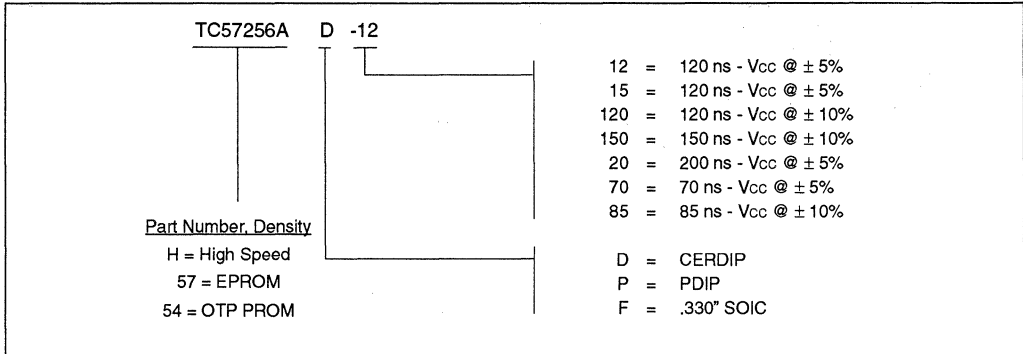 TC57256A D -12
12 = 120 ns - Vcc @ ± 5%
15 = 120 ns - Vcc @ ± 5%
120 = 120 ns - Vcc @ ± 10%
150 = 150 ns - Vcc @ ± 10%
20 = 200 ns - Vcc @ ± 5%
70 = 70 ns - Vcc @ ± 5%
85 = 85 ns - Vcc @ ± 10%
Part Number, Density
H = High Speed
57 = EPROM
54 = OTP PROM
D = CERDIP
P = PDIP
F = .330" SOIC